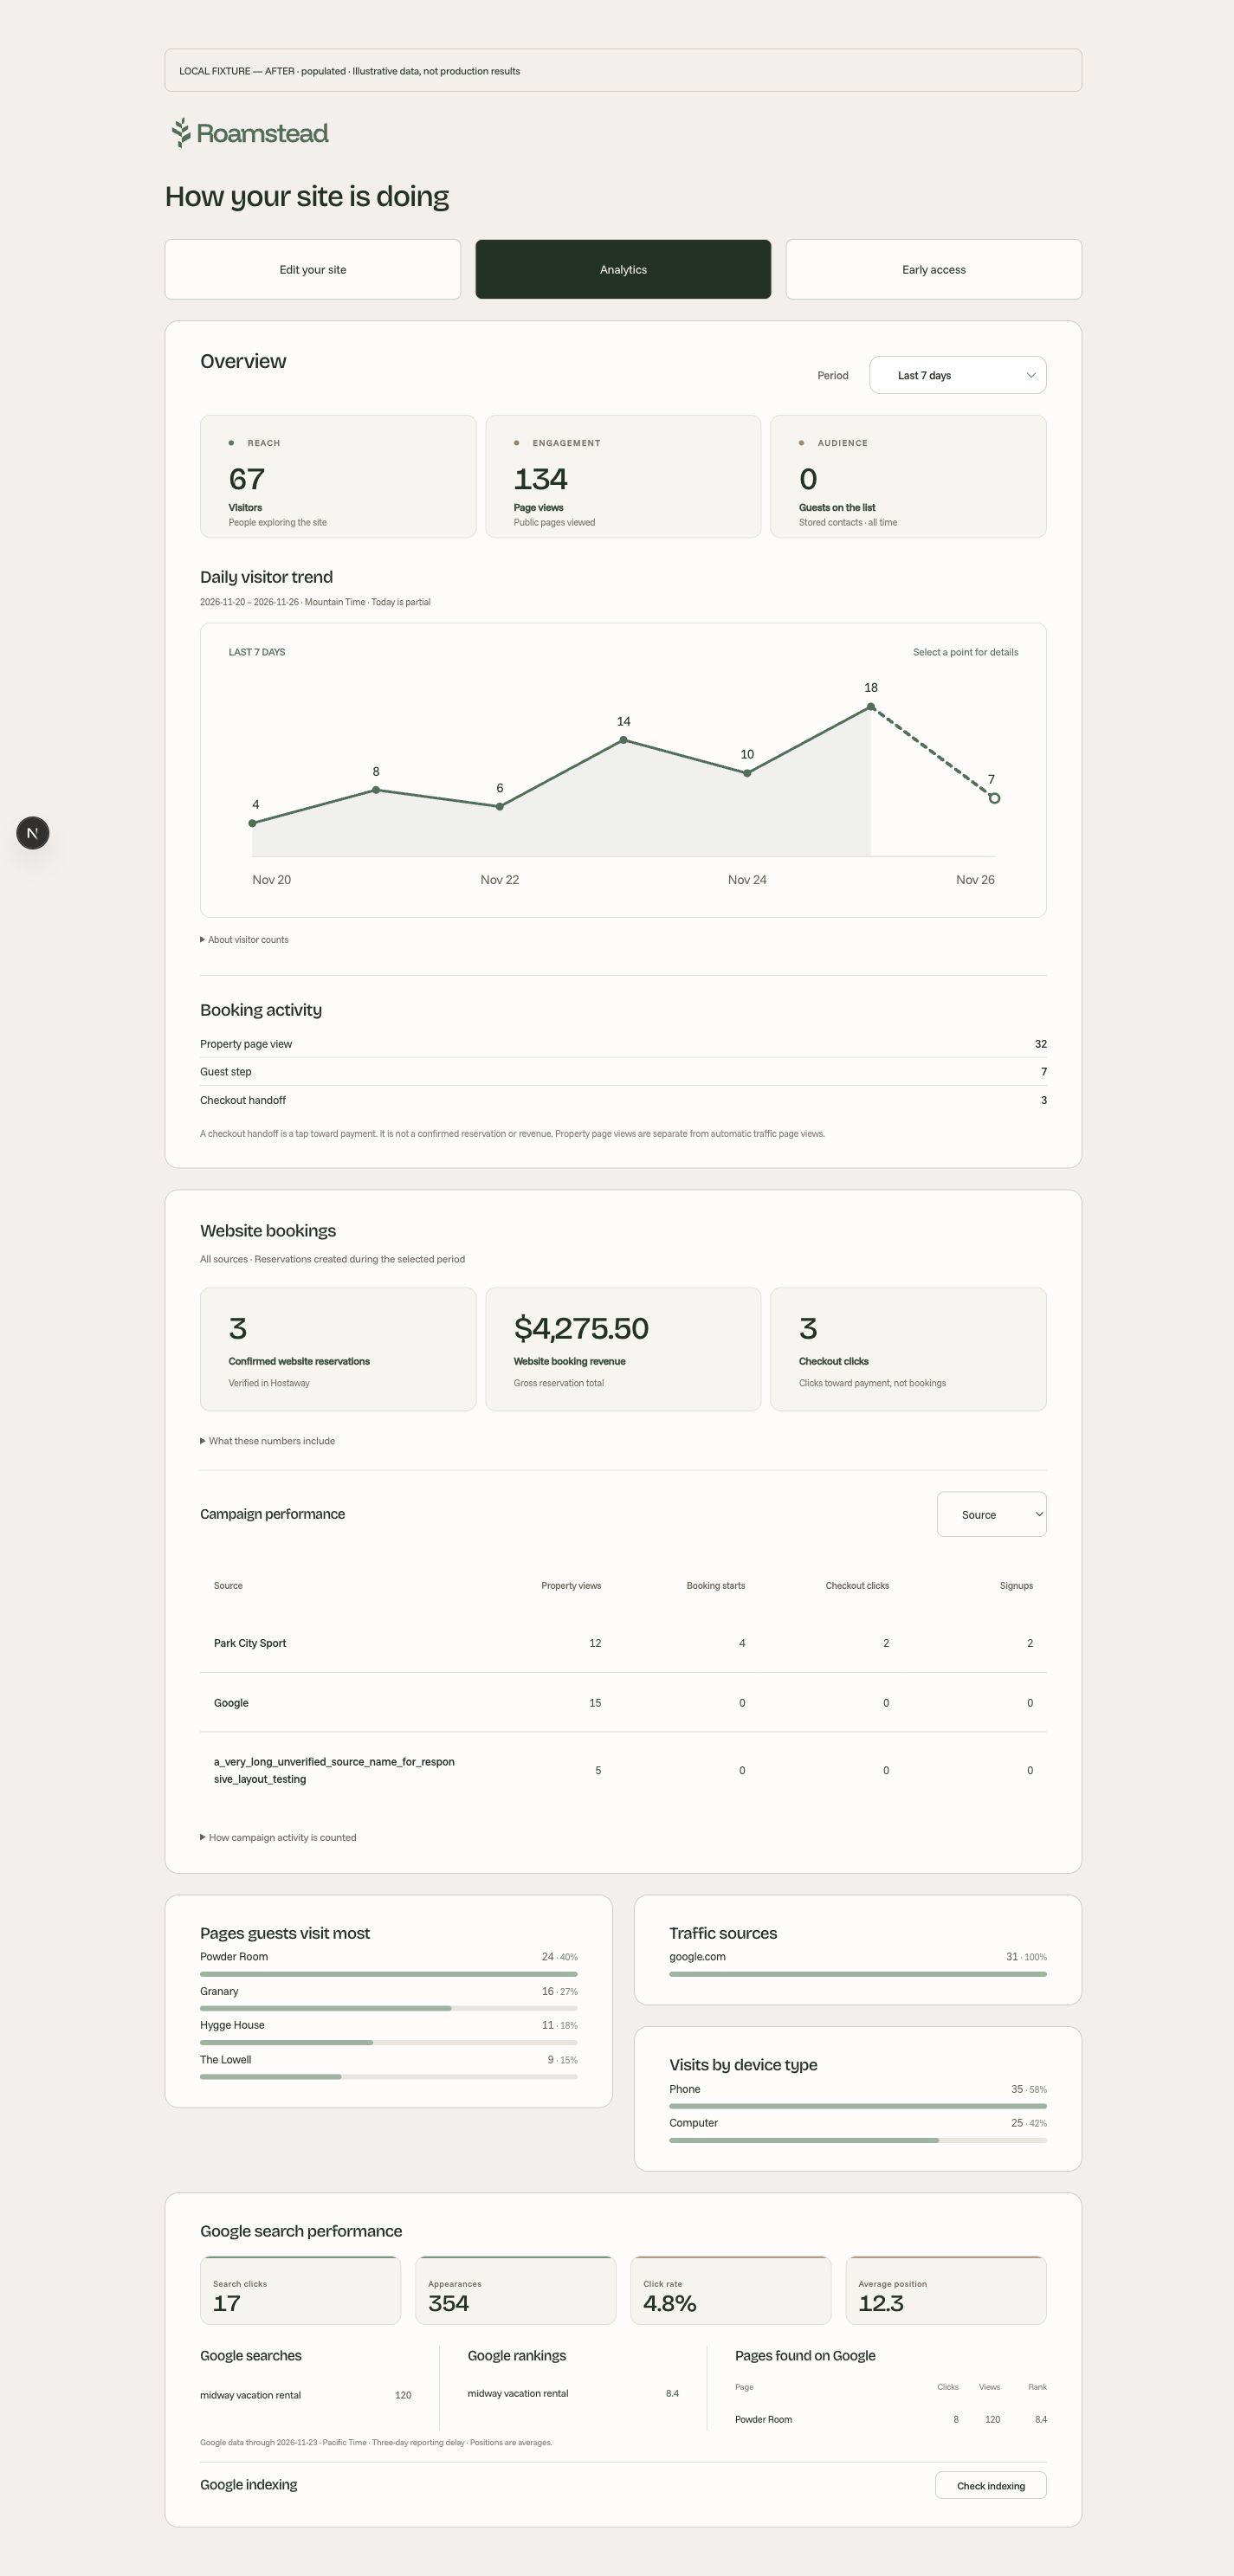 LOCAL FIXTURE — AFTER · populated · Illustrative data, not production results
Roamstead
How your site is doing
Edit your site
Analytics
Early access
Overview
Period
Last 7 days
REACH
67
Visitors
People exploring the site
ENGAGEMENT
134
Page views
Public pages viewed
AUDIENCE
0
Guests on the list
Stored contacts · all time
Daily visitor trend
2026-11-20 – 2026-11-26 · Mountain Time · Today is partial
LAST 7 DAYS
Select a point for details
4
8
6
14
10
18
7
Nov 20
Nov 22
Nov 24
Nov 26
N
About visitor counts
Booking activity
Property page view 32
Guest step 7
Checkout handoff 3
A checkout handoff is a tap toward payment. It is not a confirmed reservation or revenue. Property page views are separate from automatic traffic page views.
Website bookings
All sources · Reservations created during the selected period
3
Confirmed website reservations
Verified in Hostaway
$4,275.50
Website booking revenue
Gross reservation total
3
Checkout clicks
Clicks toward payment, not bookings
What these numbers include
Campaign performance
Source
Source Property views Booking starts Checkout clicks Signups
Park City Sport 12 4 2 2
Google 15 0 0 0
a_very_long_unverified_source_name_for_respon
sive_layout_testing 5 0 0 0
How campaign activity is counted
Pages guests visit most
Powder Room 24 · 40%
Granary 16 · 27%
Hygge House 11 · 18%
The Lowell 9 · 15%
Traffic sources
google.com 31 · 100%
Visits by device type
Phone 35 · 58%
Computer 25 · 42%
Google search performance
Search clicks
17
Appearances
354
Click rate
4.8%
Average position
12.3
Google searches
midway vacation rental 120
Google rankings
midway vacation rental 8.4
Pages found on Google
Page Clicks Views Rank
Powder Room 8 120 8.4
Google data through 2026-11-23 · Pacific Time · Three-day reporting delay · Positions are averages.
Google indexing
Check indexing